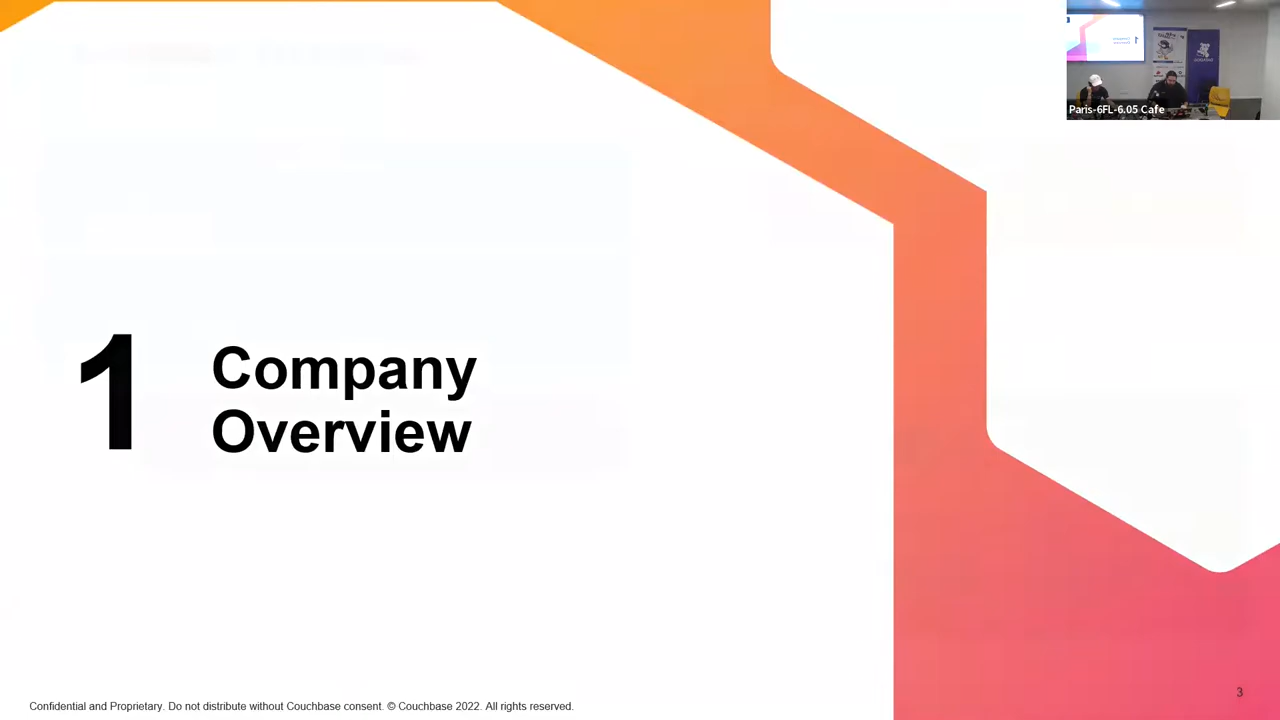 Paris-6FL-6.05 Cafe
1
Company
Overview
3
Confidential and Proprietary. Do not distribute without Couchbase consent. © Couchbase 2022. All rights reserved.